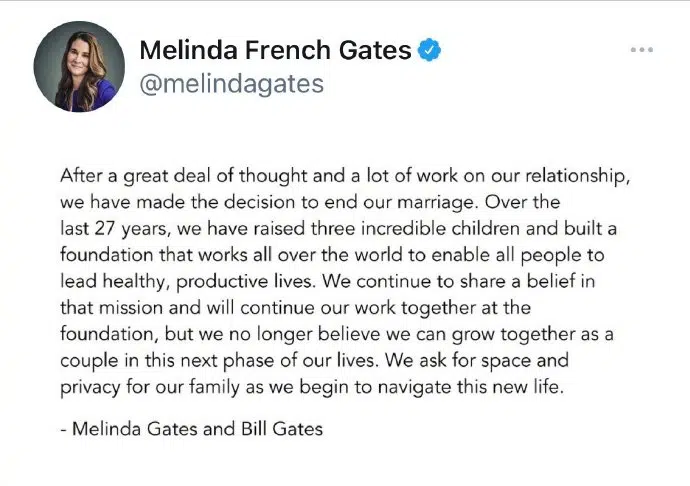 Melinda French Gates
@melindagates
After a great deal of thought and a lot of work on our relationship,
we have made the decision to end our marriage. Over the
last 27 years, we have raised three incredible children and built a
foundation that works all over the world to enable all people to
lead healthy, productive lives. We continue to share a belief in
that mission and will continue our work together at the
foundation, but we no longer believe we can grow together as a
couple in this next phase of our lives. We ask for space and
privacy for our family as we begin to navigate this new life.
- Melinda Gates and Bill Gates